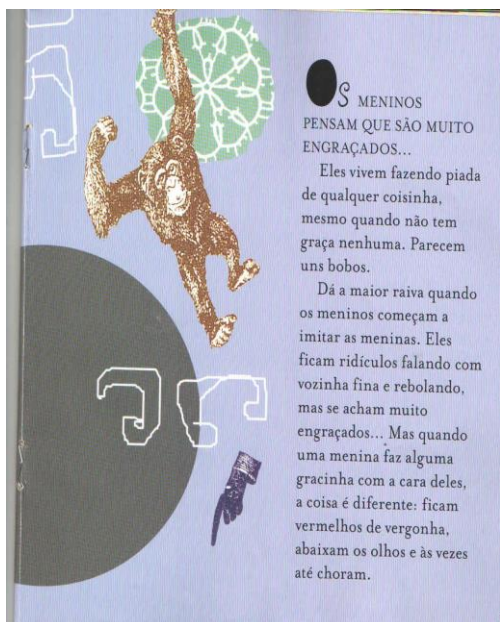 OS MENINOS
PENSAM QUE SÃO MUITO
ENGRAÇADOS...
Eles vivem fazendo piada
de qualquer coisinha,
mesmo quando não tem
graça nenhuma. Parecem
uns bobos.
Dá a maior raiva quando
os meninos começam a
imitar as meninas. Eles
ficam ridículos falando com
vozinha fina e rebolando,
mas se acham muito
engraçados... Mas quando
uma menina faz alguma
gracinha com a cara deles,
a coisa é diferente: ficam
vermelhos de vergonha,
abaixam os olhos e às vezes
até choram.